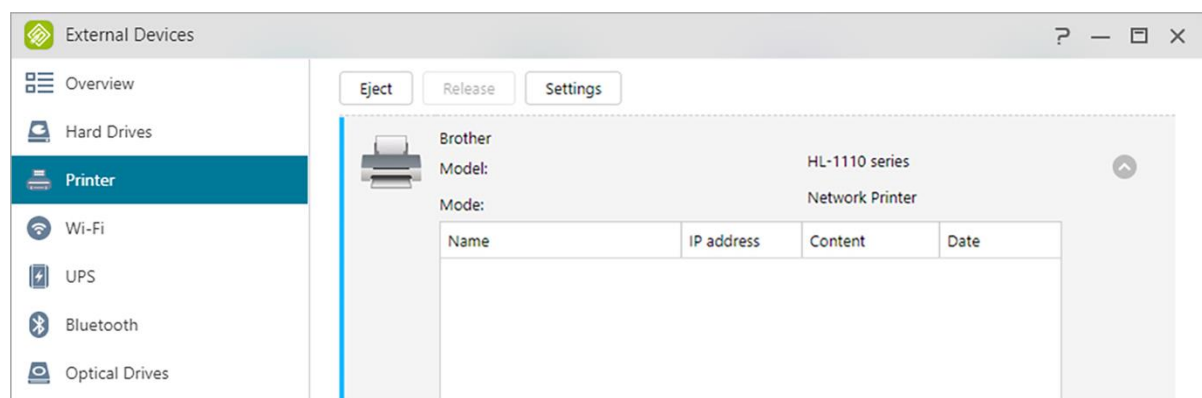 External Devices
Overview
Hard Drives
Printer
Wi-Fi
UPS
Bluetooth
Optical Drives
Eject Release Settings
Brother
Model: HL-1110 series
Mode: Network Printer
Name IP address Content Date